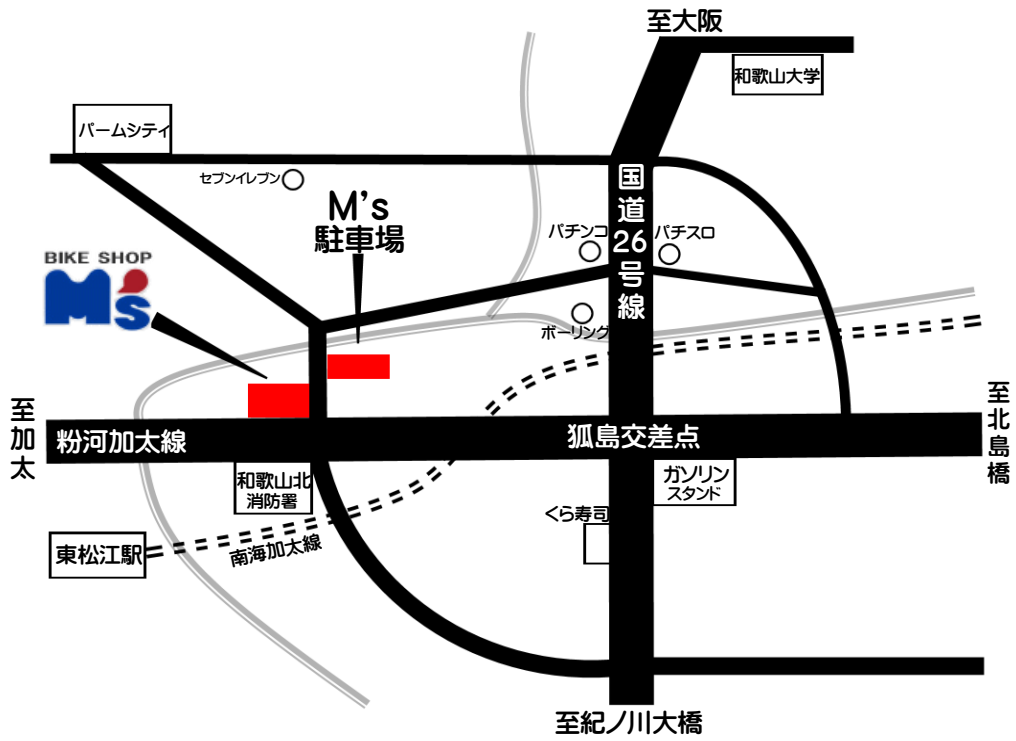 至大阪
和歌山大学
パームシティ
セブンイレブン
M's
駐車場
国道26号線
パチンコ
パチスロ
BIKE SHOP
M's
ボーリング
至加太
粉河加太線
狐島交差点
至北島橋
和歌山北
消防署
ガソリン
スタンド
くら寿司
東松江駅
南海加太線
至紀ノ川大橋